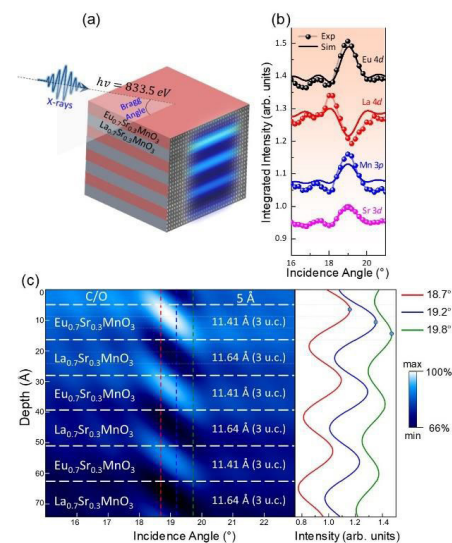 (a)
hν = 833.5 eV
X-rays
Bragg
Angle
Eu0.7Sr0.3MnO3
La0.7Sr0.3MnO3
Eu0.7Sr0.3MnO3
La0.7Sr0.3MnO3
(b)
Integrated Intensity (arb. units)
1.5
1.4
1.3
1.2
1.1
1.0
0.9
Exp
Sim
Eu 4d
La 4d
Mn 3p
Sr 3d
16 18 20
Incidence Angle (°)
(c)
Depth (Å)
0
10
20
30
40
50
60
70
C/O 5 Å
Eu0.7Sr0.3MnO3 11.41 Å (3 u.c.)
La0.7Sr0.3MnO3 11.64 Å (3 u.c.)
Eu0.7Sr0.3MnO3 11.41 Å (3 u.c.)
La0.7Sr0.3MnO3 11.64 Å (3 u.c.)
Eu0.7Sr0.3MnO3 11.41 Å (3 u.c.)
La0.7Sr0.3MnO3 11.64 Å (3 u.c.)
16 17 18 19 20 21 22
Incidence Angle (°)
0.8 1.0 1.2 1.4
Intensity (arb. units)
18.7°
19.2°
19.8°
max
100%
66%
min